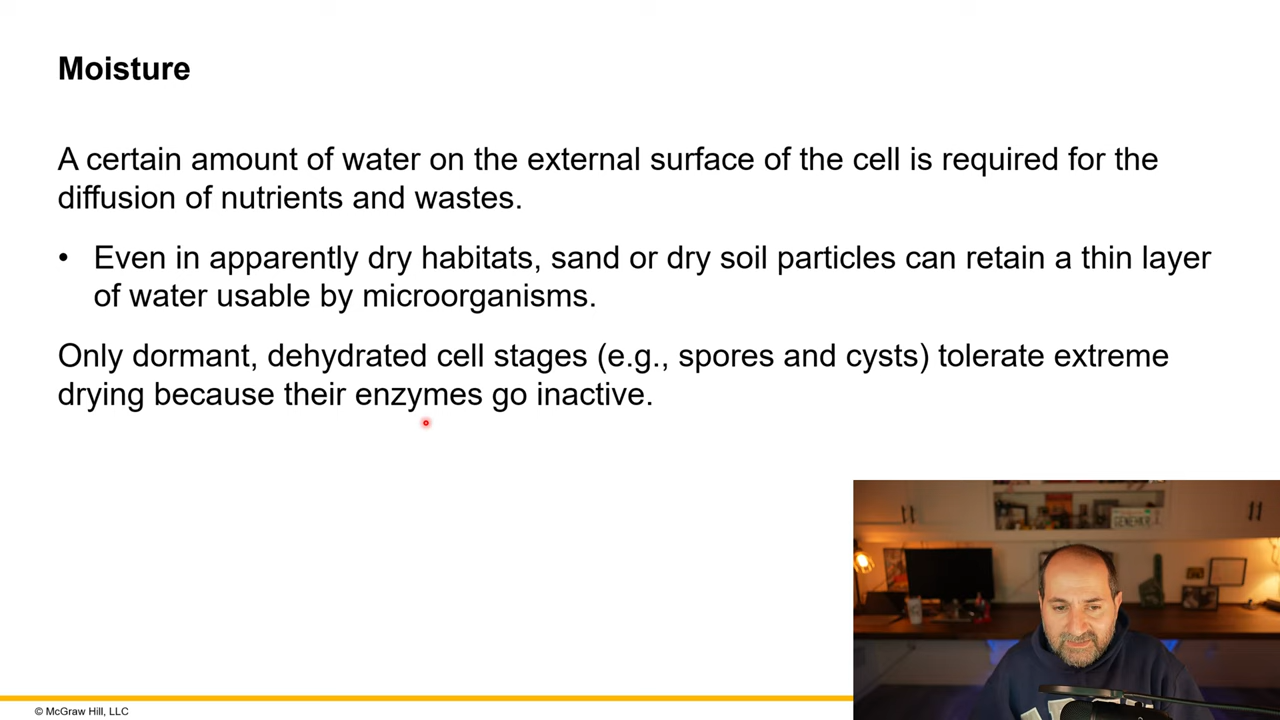 Moisture
A certain amount of water on the external surface of the cell is required for the
diffusion of nutrients and wastes.
• Even in apparently dry habitats, sand or dry soil particles can retain a thin layer
of water usable by microorganisms.
Only dormant, dehydrated cell stages (e.g., spores and cysts) tolerate extreme
drying because their enzymes go inactive.
© McGraw Hill, LLC